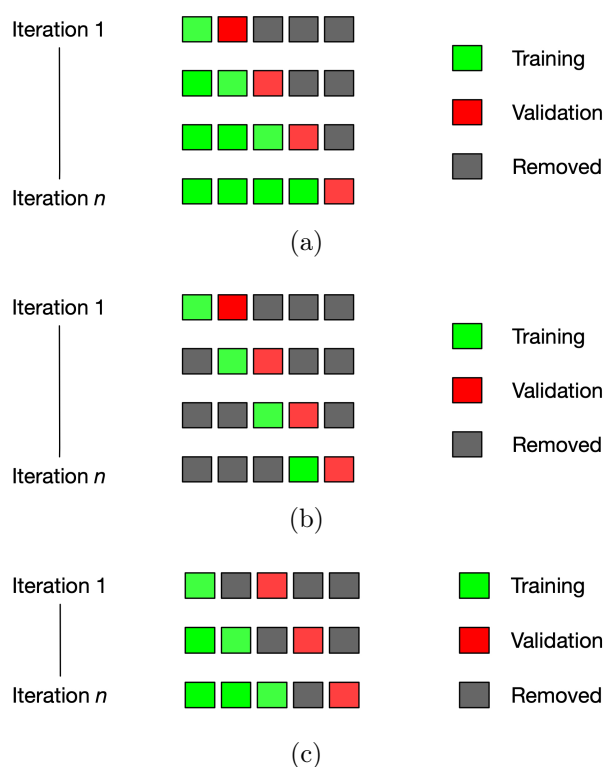 Iteration 1
Training
Validation
Removed
Iteration n
(a)
Iteration 1
Training
Validation
Removed
Iteration n
(b)
Iteration 1
Training
Validation
Iteration n
Removed
(c)